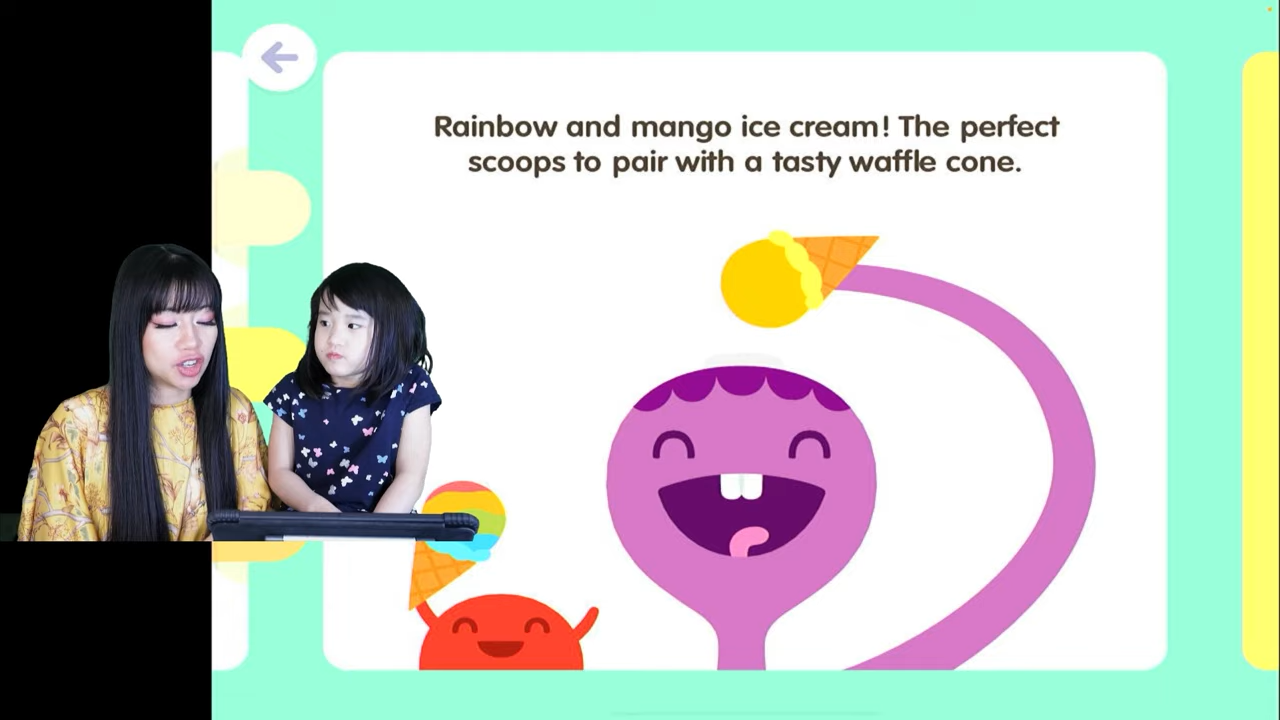 Rainbow and mango ice cream! The perfect
scoops to pair with a tasty waffle cone.